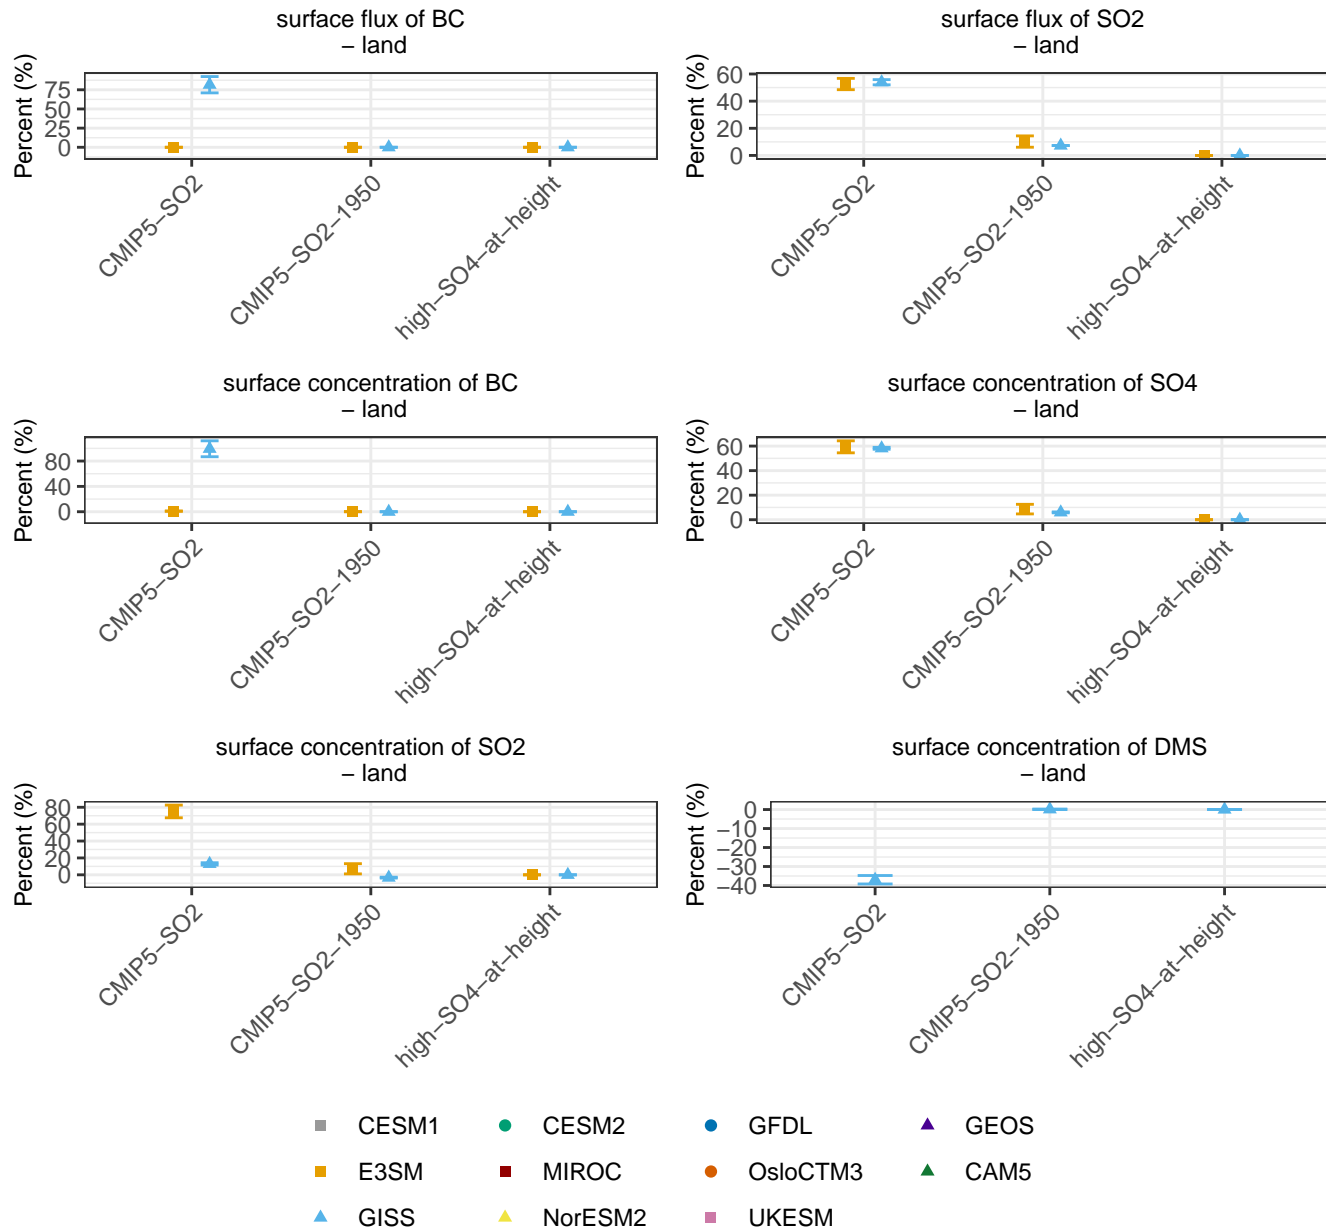 surface flux of BC
− land
Percent (%)
75
50
25
0
CMIP5−SO2
CMIP5−SO2−1950
high−SO4−at−height
surface flux of SO2
− land
Percent (%)
60
40
20
0
CMIP5−SO2
CMIP5−SO2−1950
high−SO4−at−height
surface concentration of BC
− land
Percent (%)
80
40
0
CMIP5−SO2
CMIP5−SO2−1950
high−SO4−at−height
surface concentration of SO4
− land
Percent (%)
60
40
20
0
CMIP5−SO2
CMIP5−SO2−1950
high−SO4−at−height
surface concentration of SO2
− land
Percent (%)
80
60
40
20
0
CMIP5−SO2
CMIP5−SO2−1950
high−SO4−at−height
surface concentration of DMS
− land
Percent (%)
0
−10
−20
−30
−40
CMIP5−SO2
CMIP5−SO2−1950
high−SO4−at−height
CESM1 CESM2 GFDL GEOS
E3SM MIROC OsloCTM3 CAM5
GISS NorESM2 UKESM